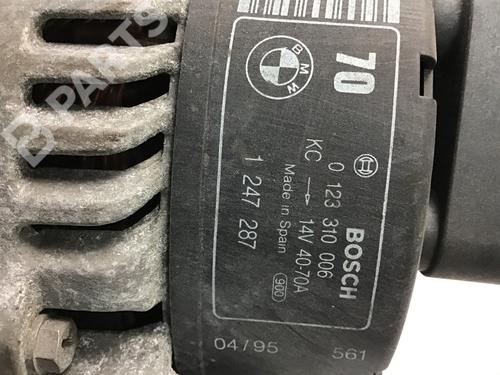 B-PARTS
BMW
70
BOSCH
0 123 310 006
KC → 14V 40-70A
Made in Spain
1 247 287
900
04/95
561